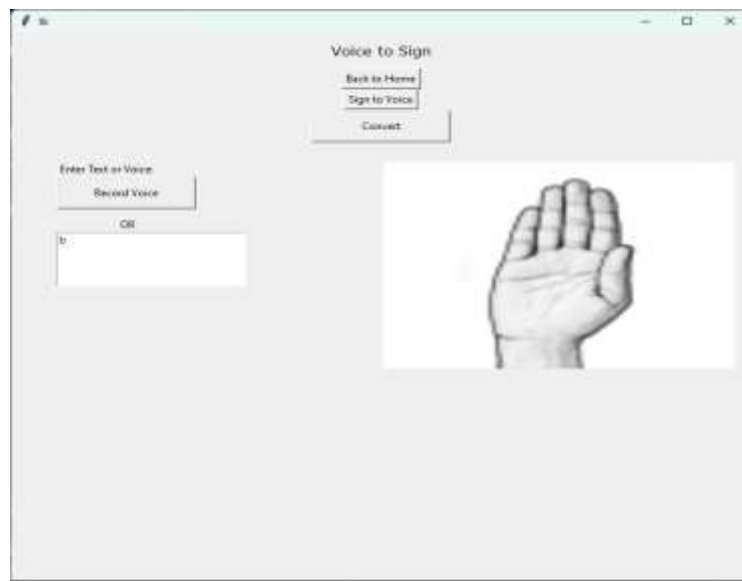 tk
Voice to Sign
Back to Home
Sign to Voice
Convert
Enter Text or Voice:
Record Voice
OR
b